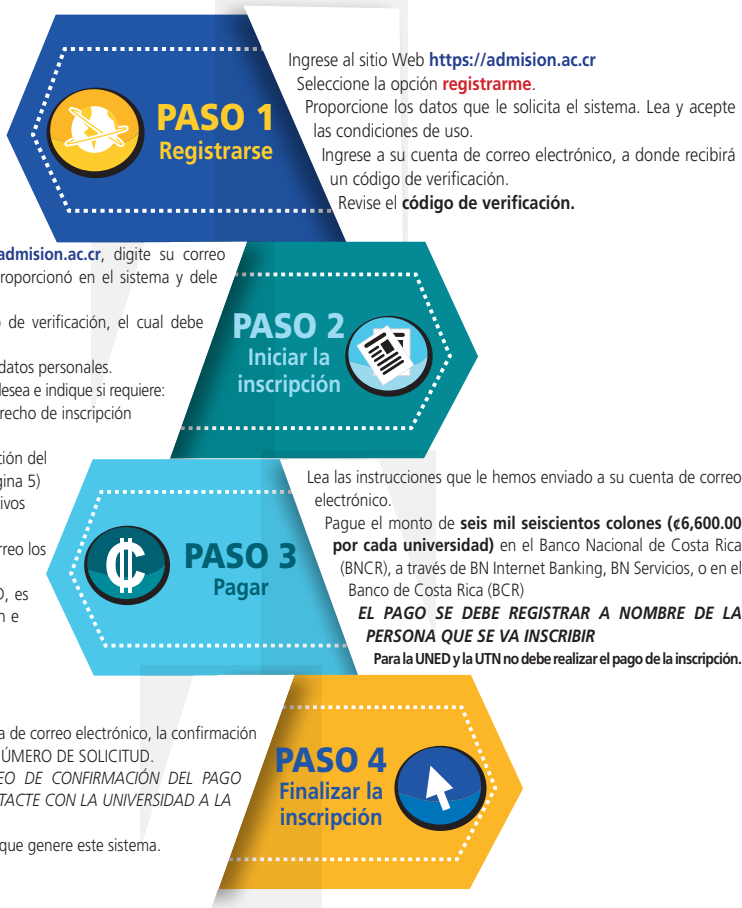 PASO 1
Registrarse
Ingrese al sitio Web https://admision.ac.cr
Seleccione la opción registrarme.
Proporcione los datos que le solicita el sistema. Lea y acepte
las condiciones de uso.
Ingrese a su cuenta de correo electrónico, a donde recibirá
un código de verificación.
Revise el código de verificación.
admision.ac.cr, digite su correo
proporcionó en el sistema y dele
de verificación, el cual debe
datos personales.
desea e indique si requiere:
recho de inscripción
ción del
gina 5)
ivos
rreo los
D, es
n e
PASO 2
Iniciar la
inscripción
PASO 3
Pagar
Lea las instrucciones que le hemos enviado a su cuenta de correo
electrónico.
Pague el monto de seis mil seiscientos colones (¢6,600.00
por cada universidad) en el Banco Nacional de Costa Rica
(BNCR), a través de BN Internet Banking, BN Servicios, o en el
Banco de Costa Rica (BCR)
EL PAGO SE DEBE REGISTRAR A NOMBRE DE LA
PERSONA QUE SE VA INSCRIBIR
Para la UNED y la UTN no debe realizar el pago de la inscripción.
a de correo electrónico, la confirmación
ÚMERO DE SOLICITUD.
EO DE CONFIRMACIÓN DEL PAGO
TACTE CON LA UNIVERSIDAD A LA
que genere este sistema.
PASO 4
Finalizar la
inscripción